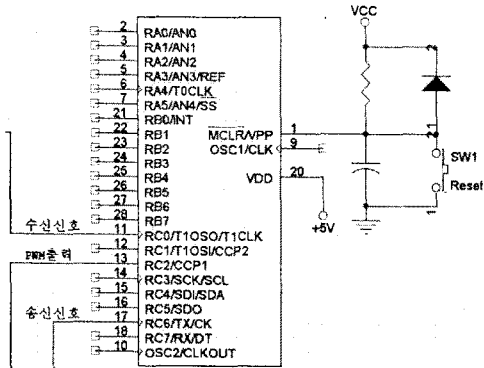 VCC
2 RA0/AN0
3 RA1/AN1
4 RA2/AN2
5 RA3/AN3/REF
6 RA4/T0CLK
7 RA5/AN4/SS
21 RB0/INT
22 RB1
23 RB2
24 RB3
25 RB4
26 RB5
27 RB6
28 RB7
수신신호 11 RC0/T1OSO/T1CLK
12 RC1/T1OSI/CCP2
PWM출력 13 RC2/CCP1
14 RC3/SCK/SCL
15 RC4/SDI/SDA
16 RC5/SDO
송신신호 17 RC6/TX/CK
18 RC7/RX/DT
10 OSC2/CLKOUT
MCLR/VPP 1
OSC1/CLK 9
VDD 20
+5V
2
2
1
SW1
Reset
1